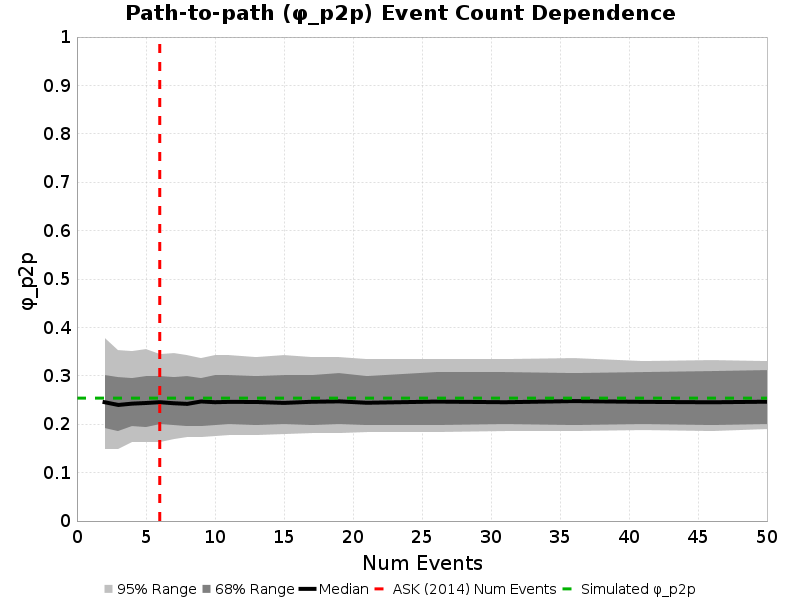 Path-to-path (φ_p2p) Event Count Dependence
1
0.9
0.8
0.7
0.6
0.5
0.4
0.3
0.2
0.1
0
φ_p2p
0 5 10 15 20 25 30 35 40 45 50
Num Events
95% Range 68% Range Median ASK (2014) Num Events Simulated φ_p2p